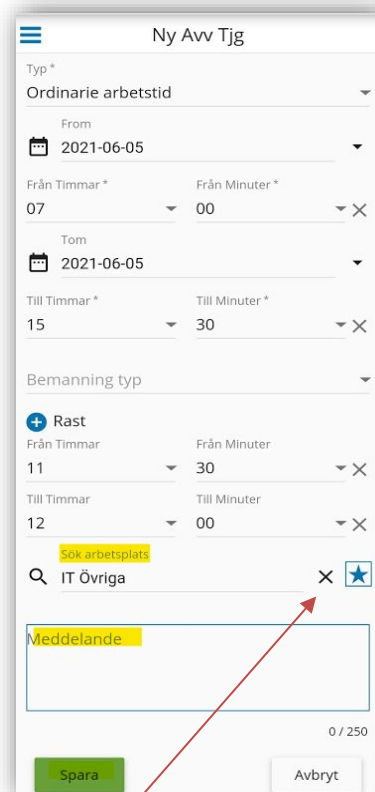 Ny Avv Tjg
Typ *
Ordinarie arbetstid
From
2021-06-05
Från Timmar * Från Minuter *
07 00
Tom
2021-06-05
Till Timmar * Till Minuter *
15 30
Bemanning typ
Rast
Från Timmar Från Minuter
11 30
Till Timmar Till Minuter
12 00
Sök arbetsplats
IT Övriga
Meddelande
0 / 250
Spara Avbryt